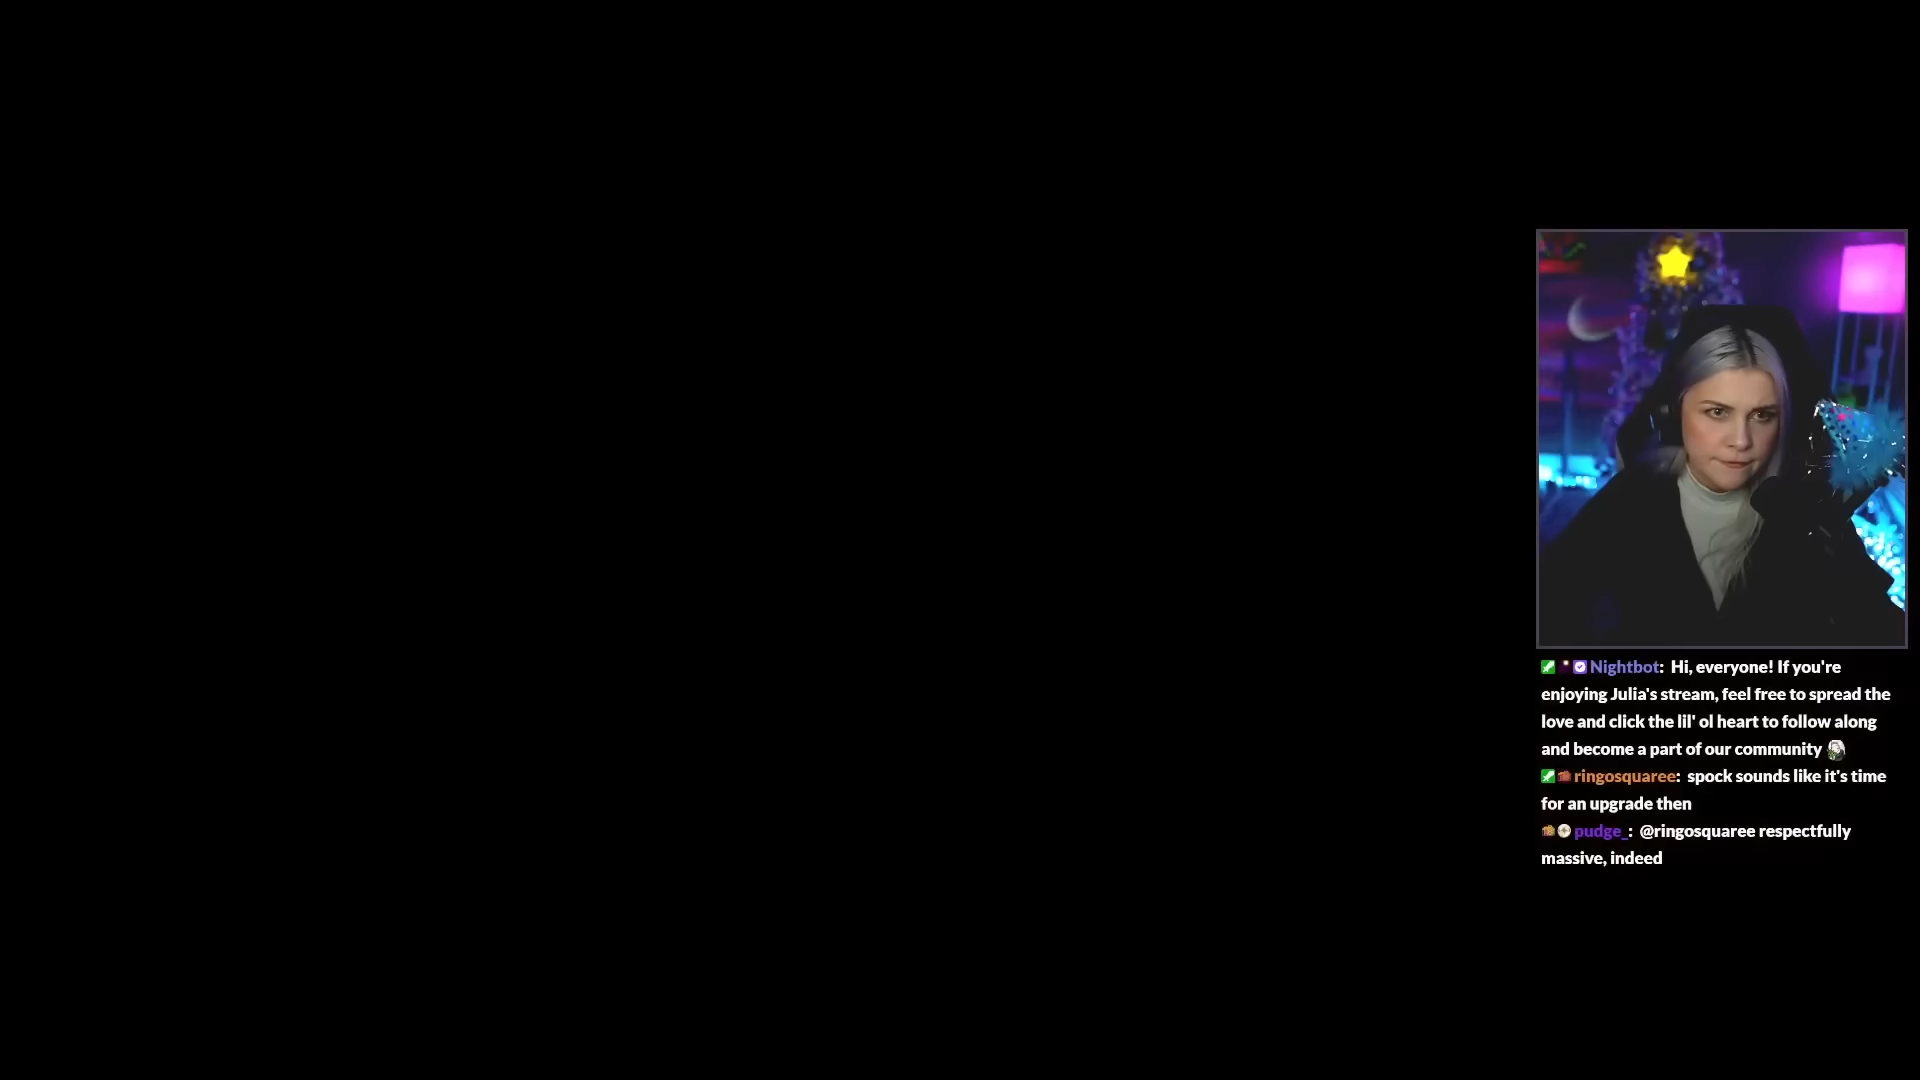 Nightbot: Hi, everyone! If you're
enjoying Julia's stream, feel free to spread the
love and click the lil' ol heart to follow along
and become a part of our community
ringosquaree: spock sounds like it's time
for an upgrade then
pudge_: @ringosquaree respectfully
massive, indeed